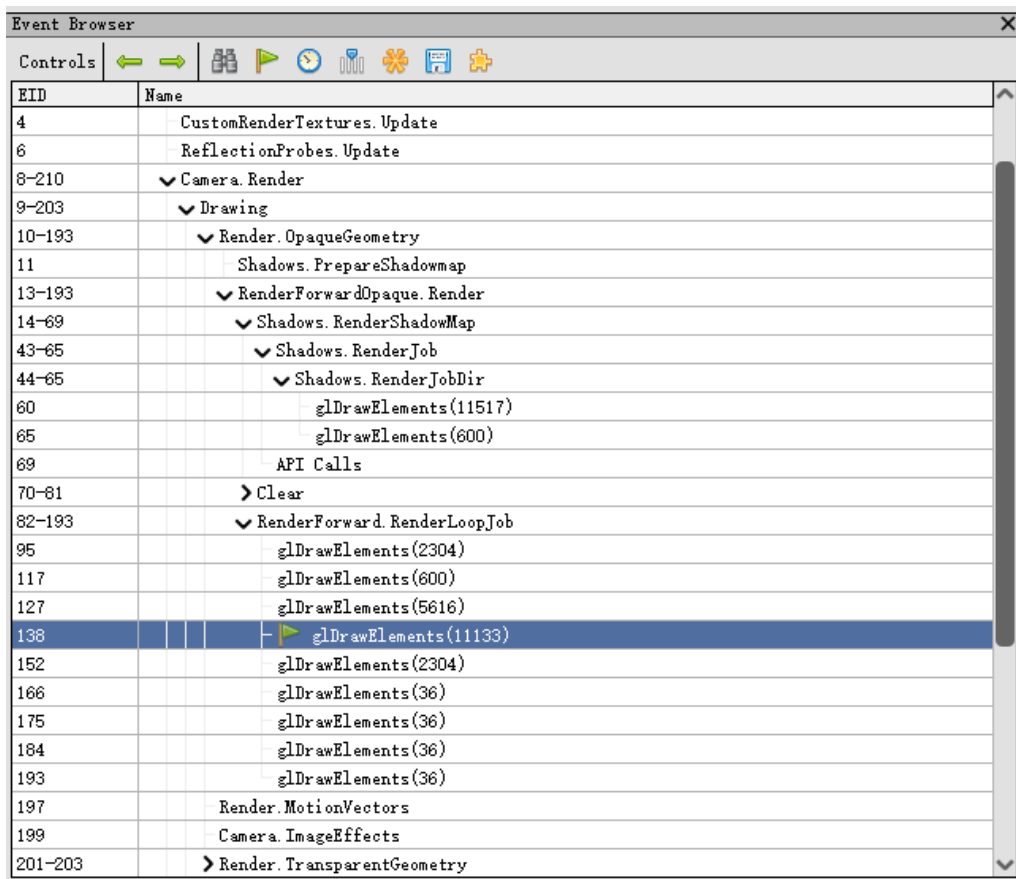 Event Browser
Controls
EID Name
4 CustomRenderTextures.Update
6 ReflectionProbes.Update
8-210 Camera.Render
9-203 Drawing
10-193 Render.OpaqueGeometry
11 Shadows.PrepareShadowmap
13-193 RenderForwardOpaque.Render
14-69 Shadows.RenderShadowMap
43-65 Shadows.RenderJob
44-65 Shadows.RenderJobDir
60 glDrawElements(11517)
65 glDrawElements(600)
69 API Calls
70-81 Clear
82-193 RenderForward.RenderLoopJob
95 glDrawElements(2304)
117 glDrawElements(600)
127 glDrawElements(5616)
138 glDrawElements(11133)
152 glDrawElements(2304)
166 glDrawElements(36)
175 glDrawElements(36)
184 glDrawElements(36)
193 glDrawElements(36)
197 Render.MotionVectors
199 Camera.ImageEffects
201-203 Render.TransparentGeometry